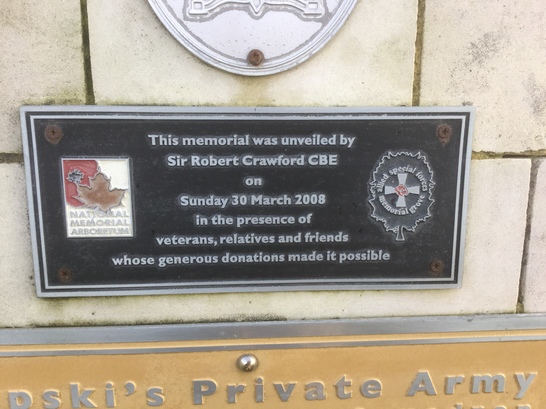 This memorial was unveiled by
Sir Robert Crawford CBE
on
Sunday 30 March 2008
in the presence of
veterans, relatives and friends
whose generous donations made it possible
NATIONAL
MEMORIAL
ARBORETUM
allied special forces
memorial grove
pski's Private Army